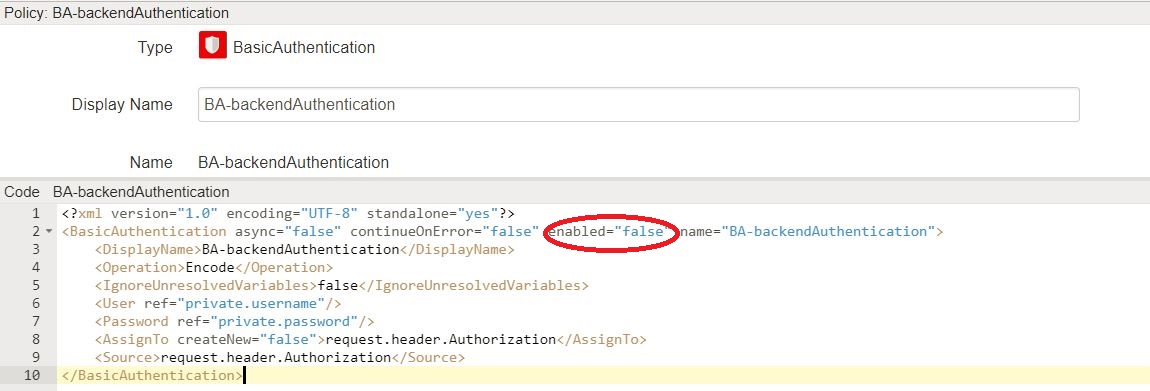 Policy: BA-backendAuthentication
Type BasicAuthentication
Display Name BA-backendAuthentication
Name BA-backendAuthentication
Code BA-backendAuthentication
1 <?xml version="1.0" encoding="UTF-8" standalone="yes"?>
2 <BasicAuthentication async="false" continueOnError="false" enabled="false" name="BA-backendAuthentication">
3 <DisplayName>BA-backendAuthentication</DisplayName>
4 <Operation>Encode</Operation>
5 <IgnoreUnresolvedVariables>false</IgnoreUnresolvedVariables>
6 <User ref="private.username"/>
7 <Password ref="private.password"/>
8 <AssignTo createNew="false">request.header.Authorization</AssignTo>
9 <Source>request.header.Authorization</Source>
10 </BasicAuthentication>